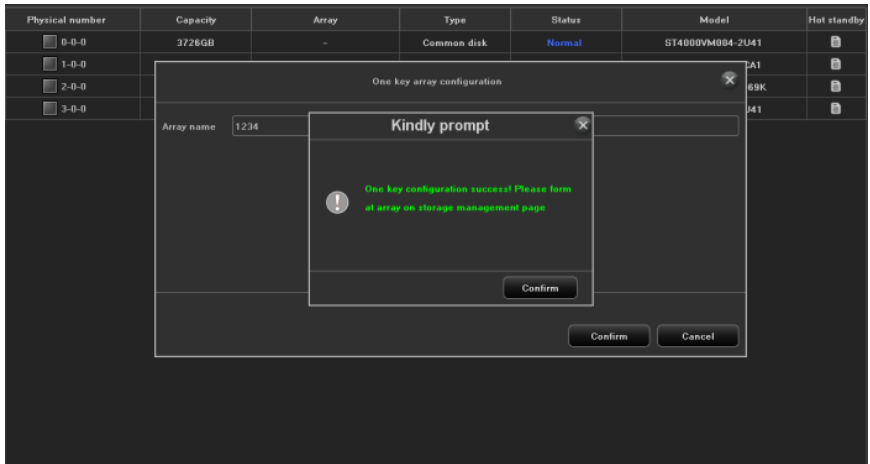 Physical number Capacity Array Type Status Model Hot standby
0-0-0 3726GB - Common disk Normal ST4000VM004-2U41
1-0-0 CA1
2-0-0 69K
3-0-0 U41
One key array configuration
Array name 1234
Kindly prompt
One key configuration success! Please form
at array on storage management page
Confirm
Confirm Cancel